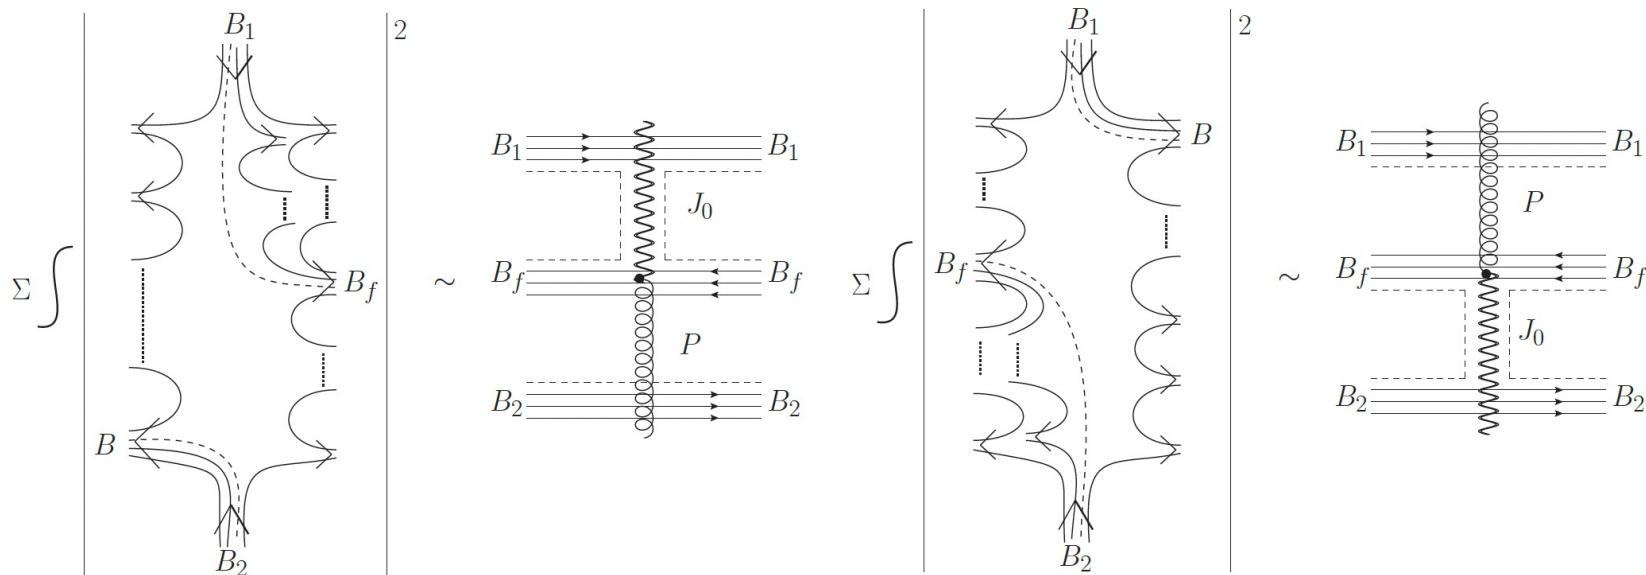 B₁
2
B₁
2
B₁ B₁
B₁ B₁
J₀
P
Σ ∫
B_f
∼
B_f B_f
Σ ∫
B_f
B
∼
B_f B_f
P
J₀
B₂ B₂
B₂ B₂
B
B₂
B₂